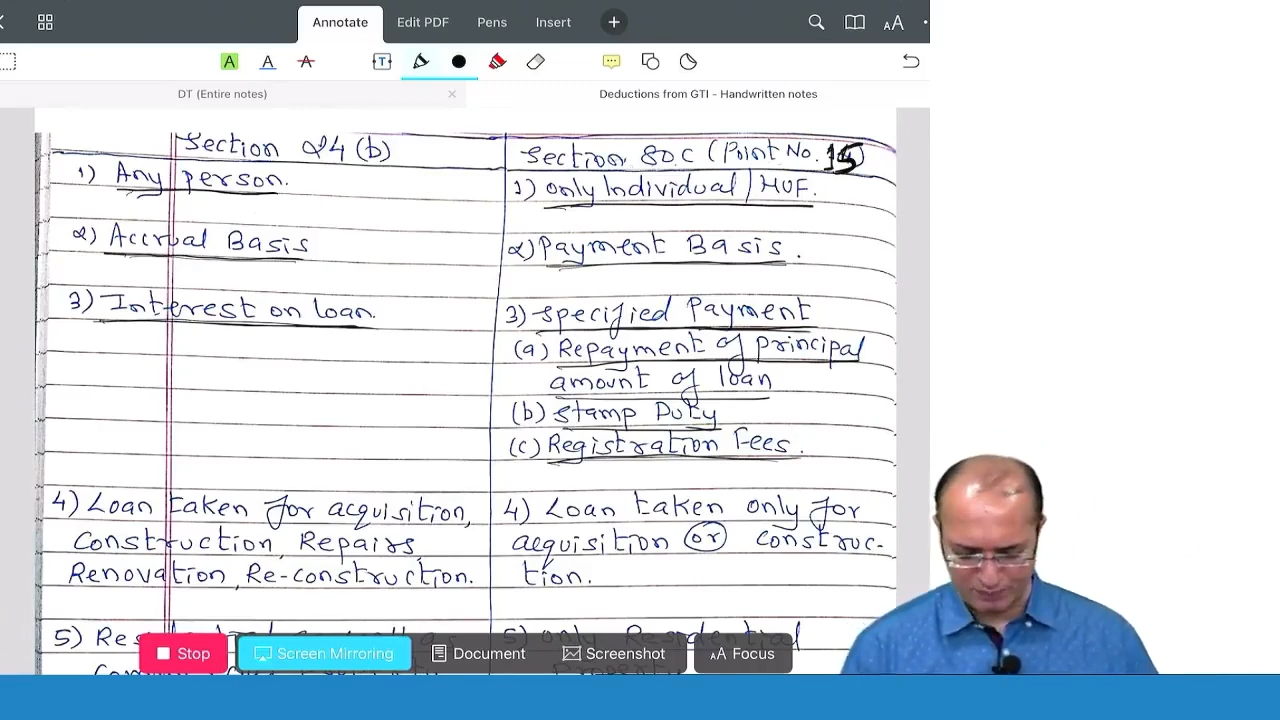 Annotate Edit PDF Pens Insert
DT (Entire notes)
Deductions from GTI - Handwritten notes
Section 24 (b)
1) Any person.
2) Accrual Basis
3) Interest on loan.
4) Loan taken for acquisition,
Construction, Repairs,
Renovation, Re-construction.
5)
Section 80C (Point No. 15)
1) only Individual / HUF.
2) Payment Basis.
3) Specified Payment
(a) Repayment of principal
amount of loan
(b) Stamp Duty
(c) Registration Fees.
4) Loan taken only for
acquisition or construc-
tion.
5) only Residential
Property
Stop Screen Mirroring Document Screenshot AA Focus